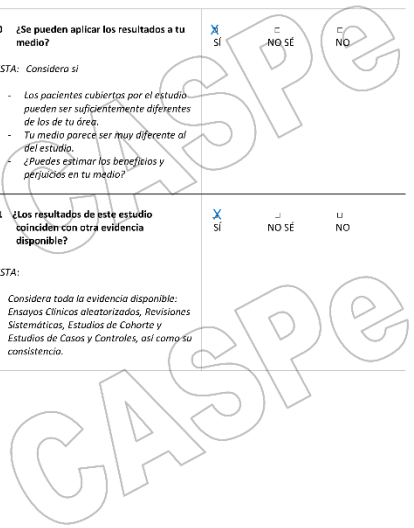 ¿Se pueden aplicar los resultados a tu
medio?
SÍ NO SÉ NO
STA: Considera si
- Los pacientes cubiertos por el estudio
pueden ser suficientemente diferentes
de los de tu área.
- Tu medio parece ser muy diferente al
del estudio.
- ¿Puedes estimar los beneficios y
perjuicios en tu medio?
¿Los resultados de este estudio
coinciden con otra evidencia
disponible?
SÍ NO SÉ NO
STA:
Considera toda la evidencia disponible:
Ensayos Clínicos aleatorizados, Revisiones
Sistemáticas, Estudios de Cohorte y
Estudios de Casos y Controles, así como su
consistencia.
CASPe
CASPe